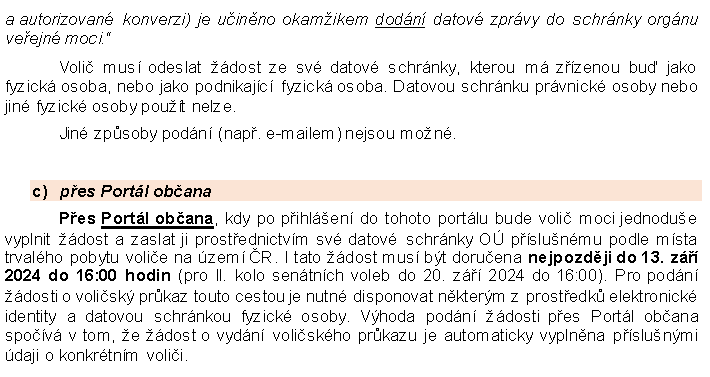 a autorizované konverzi) je učiněno okamžikem dodání datové zprávy do schránky orgánu
veřejné moci.“
Volič musí odeslat žádost ze své datové schránky, kterou má zřízenou buď jako
fyzická osoba, nebo jako podnikající fyzická osoba. Datovou schránku právnické osoby nebo
jiné fyzické osoby použít nelze.
Jiné způsoby podání (např. e-mailem) nejsou možné.
c) přes Portál občana
Přes Portál občana, kdy po přihlášení do tohoto portálu bude volič moci jednoduše
vyplnit žádost a zaslat ji prostřednictvím své datové schránky OÚ příslušnému podle místa
trvalého pobytu voliče na území ČR. I tato žádost musí být doručena nejpozději do 13. září
2024 do 16:00 hodin (pro II. kolo senátních voleb do 20. září 2024 do 16:00). Pro podání
žádosti o voličský průkaz touto cestou je nutné disponovat některým z prostředků elektronické
identity a datovou schránkou fyzické osoby. Výhoda podání žádosti přes Portál občana
spočívá v tom, že žádost o vydání voličského průkazu je automaticky vyplněna příslušnými
údaji o konkrétním voliči.